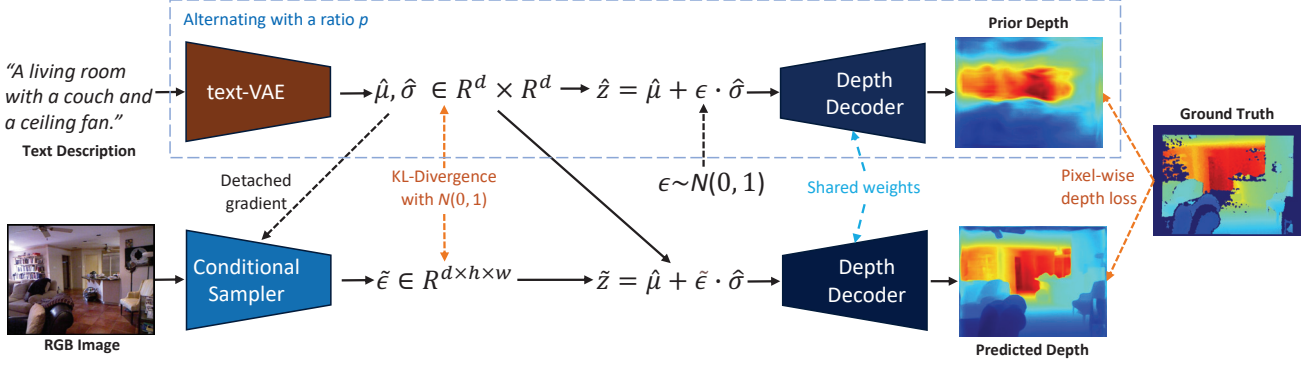 Alternating with a ratio p
“A living room
with a couch and
a ceiling fan.”
Text Description
text-VAE
μ̂, σ̂ ∈ R^d × R^d
ẑ = μ̂ + ϵ · σ̂
Depth
Decoder
Prior Depth
Ground Truth
Detached
gradient
KL-Divergence
with N(0, 1)
ϵ~N(0, 1)
Shared weights
Pixel-wise
depth loss
RGB Image
Conditional
Sampler
ϵ̃ ∈ R^{d×h×w}
z̃ = μ̂ + ϵ̃ · σ̂
Depth
Decoder
Predicted Depth